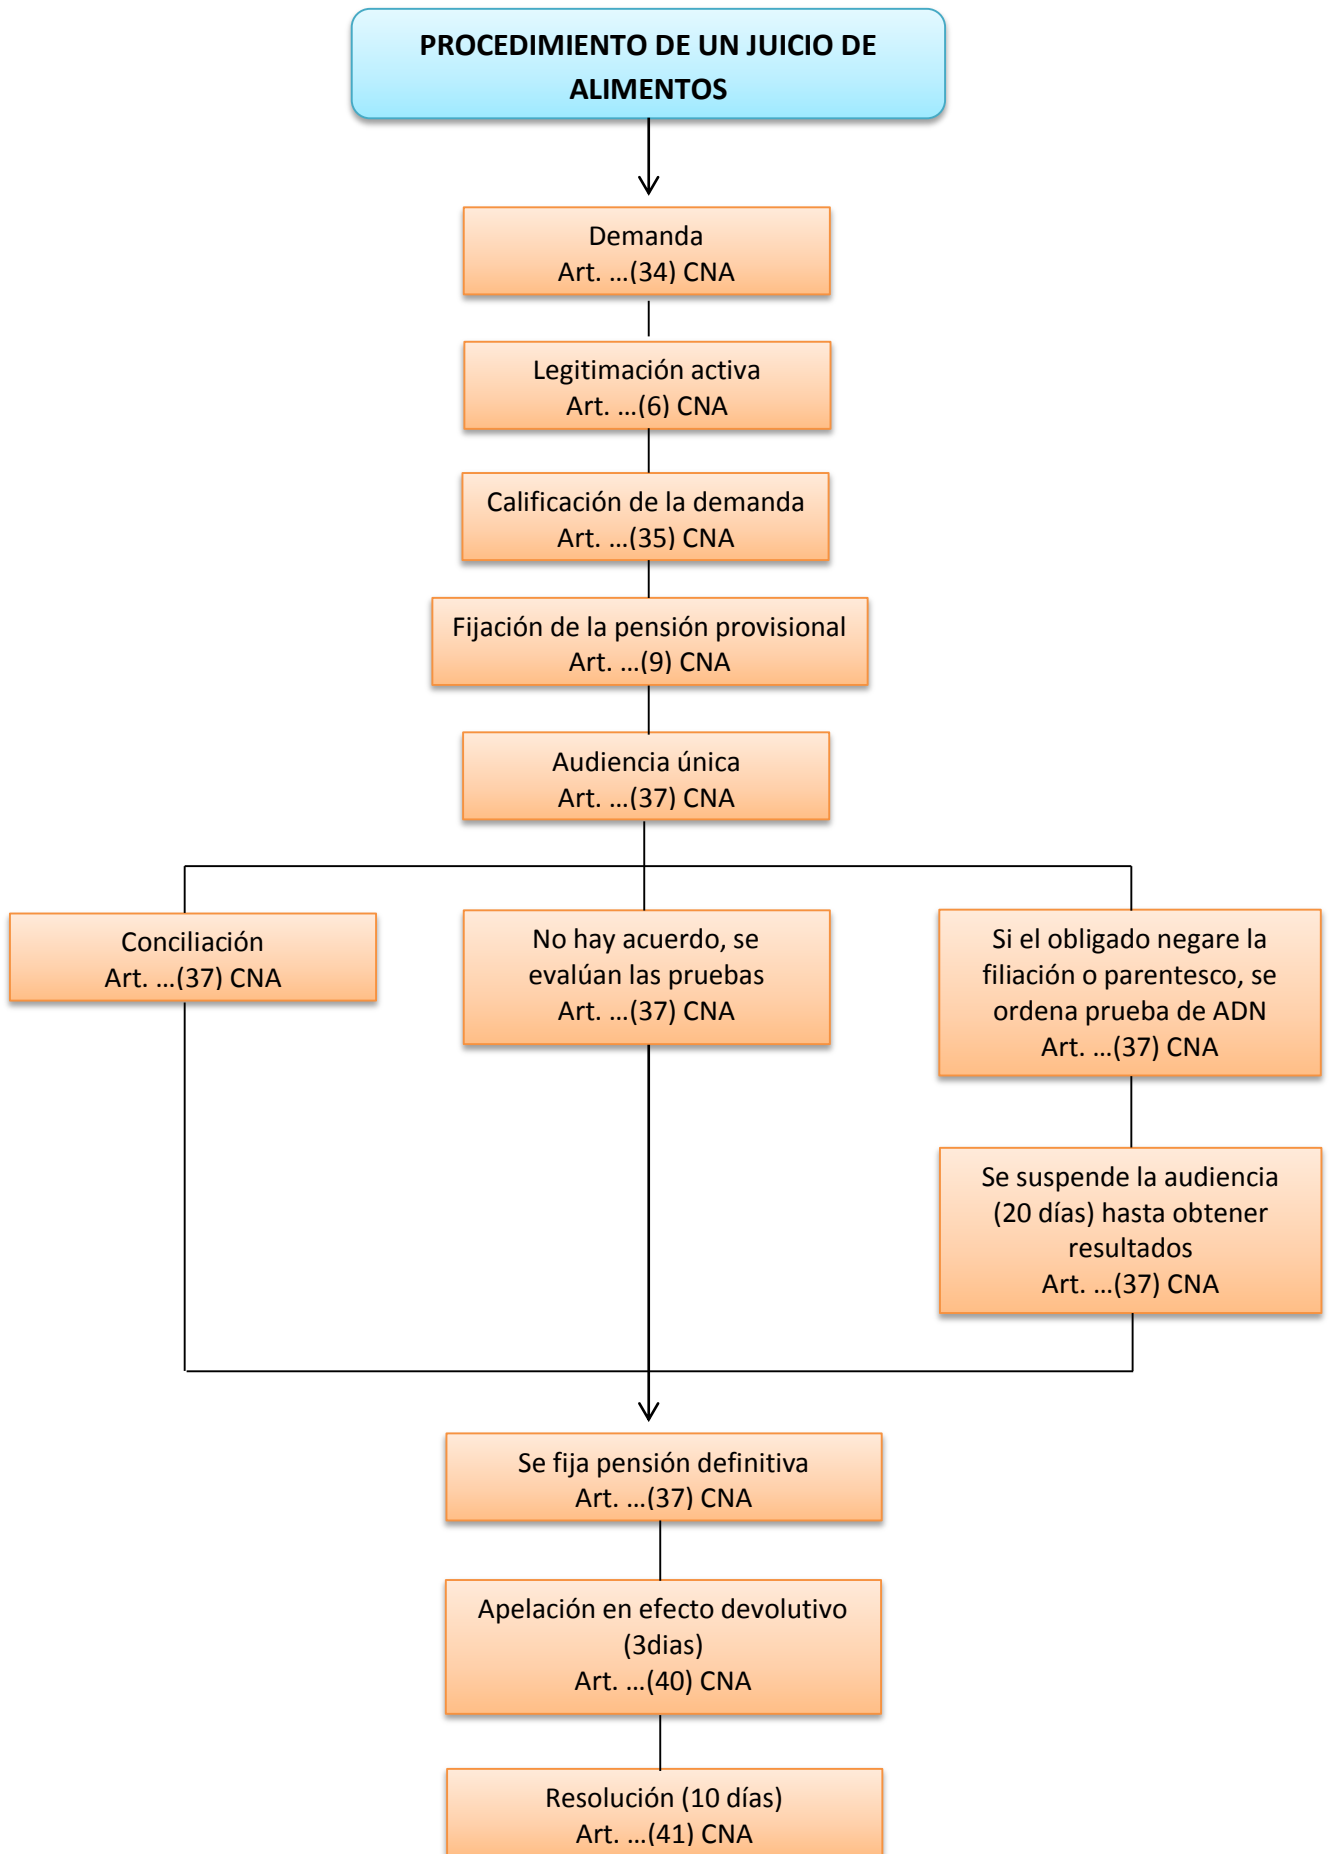 PROCEDIMIENTO DE UN JUICIO DE
ALIMENTOS
Demanda
Art. ...(34) CNA
Legitimación activa
Art. ...(6) CNA
Calificación de la demanda
Art. ...(35) CNA
Fijación de la pensión provisional
Art. ...(9) CNA
Audiencia única
Art. ...(37) CNA
Conciliación
Art. ...(37) CNA
No hay acuerdo, se
evalúan las pruebas
Art. ...(37) CNA
Si el obligado negare la
filiación o parentesco, se
ordena prueba de ADN
Art. ...(37) CNA
Se suspende la audiencia
(20 días) hasta obtener
resultados
Art. ...(37) CNA
Se fija pensión definitiva
Art. ...(37) CNA
Apelación en efecto devolutivo
(3dias)
Art. ...(40) CNA
Resolución (10 días)
Art. ...(41) CNA